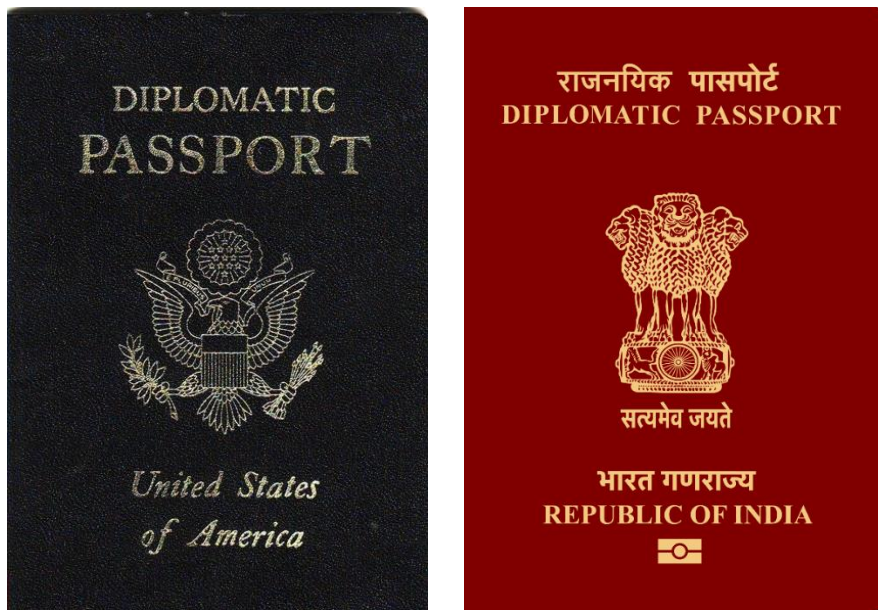 DIPLOMATIC
PASSPORT
United States
of America
राजनयिक पासपोर्ट
DIPLOMATIC PASSPORT
सत्यमेव जयते
भारत गणराज्य
REPUBLIC OF INDIA